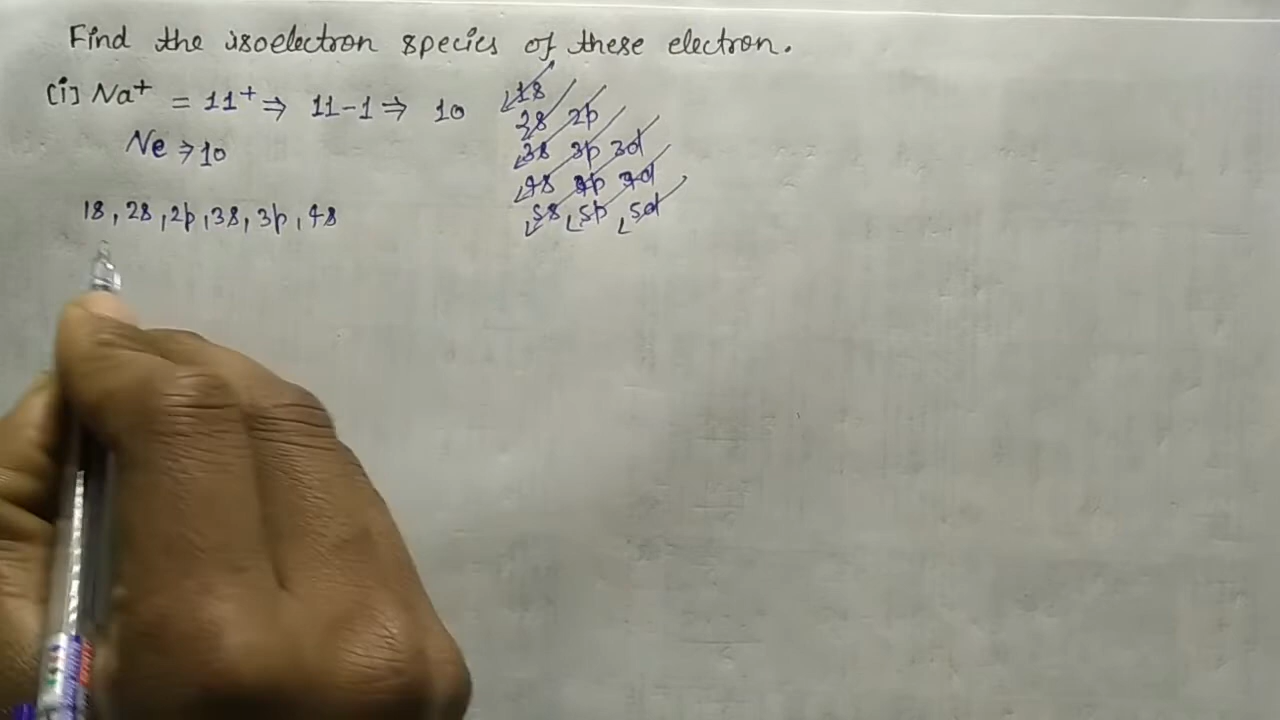 Find the isoelectron species of these electron.
(i) Na⁺ = 11⁺ ⇒ 11-1 ⇒ 10
Ne ⇒ 10
1s, 2s, 2p, 3s, 3p, 4s
1s
2s 2p
3s 3p 3d
4s 4p 4d
5s 5p 5d